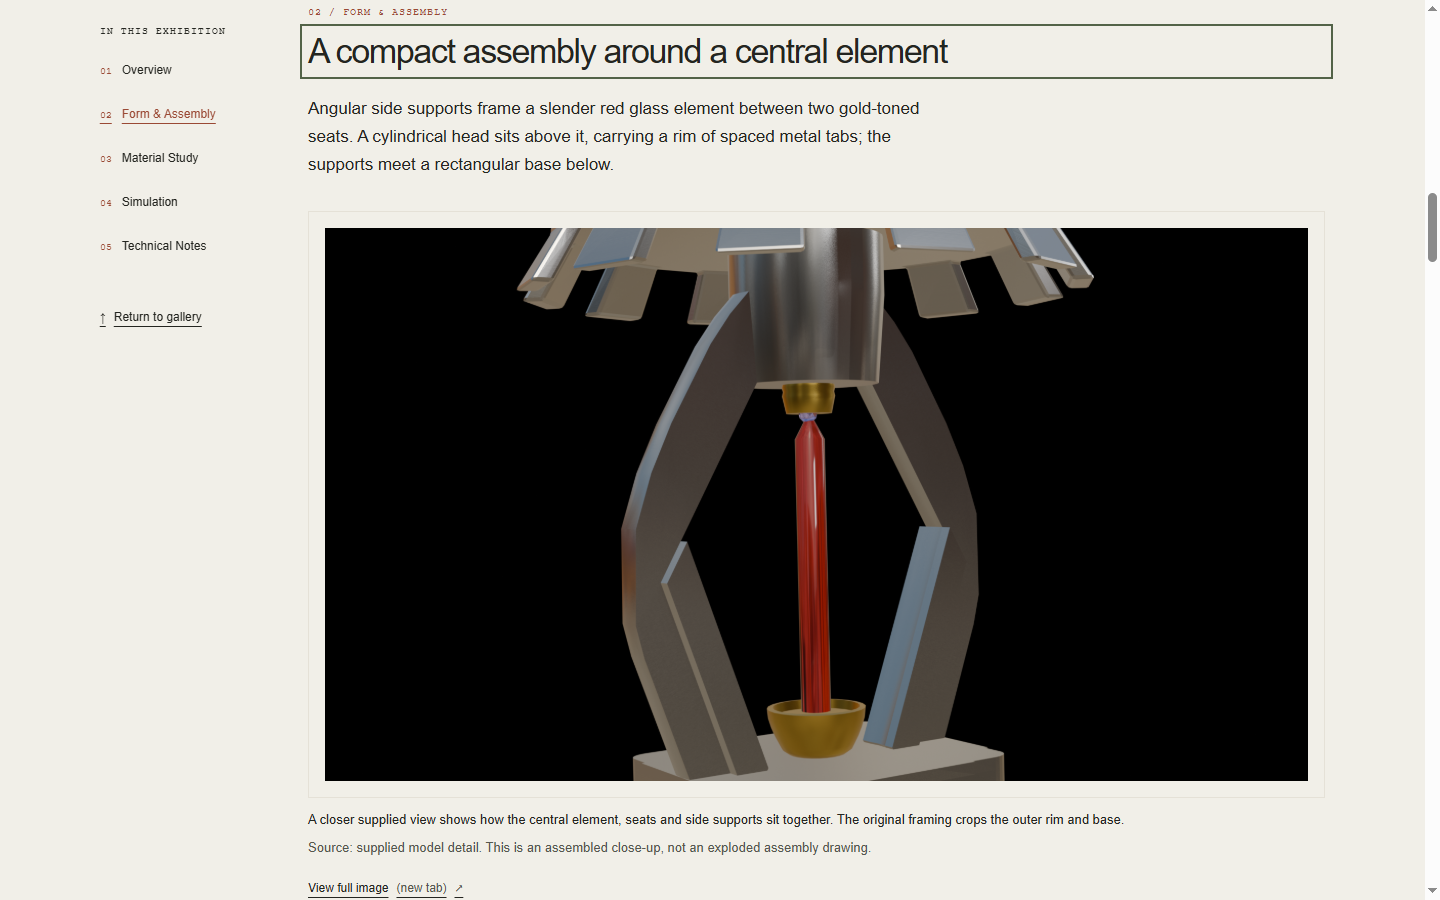 IN THIS EXHIBITION
01 Overview
02 Form & Assembly
03 Material Study
04 Simulation
05 Technical Notes
↑ Return to gallery
02 / FORM & ASSEMBLY
A compact assembly around a central element
Angular side supports frame a slender red glass element between two gold-toned
seats. A cylindrical head sits above it, carrying a rim of spaced metal tabs; the
supports meet a rectangular base below.
A closer supplied view shows how the central element, seats and side supports sit together. The original framing crops the outer rim and base.
Source: supplied model detail. This is an assembled close-up, not an exploded assembly drawing.
View full image (new tab) ↗